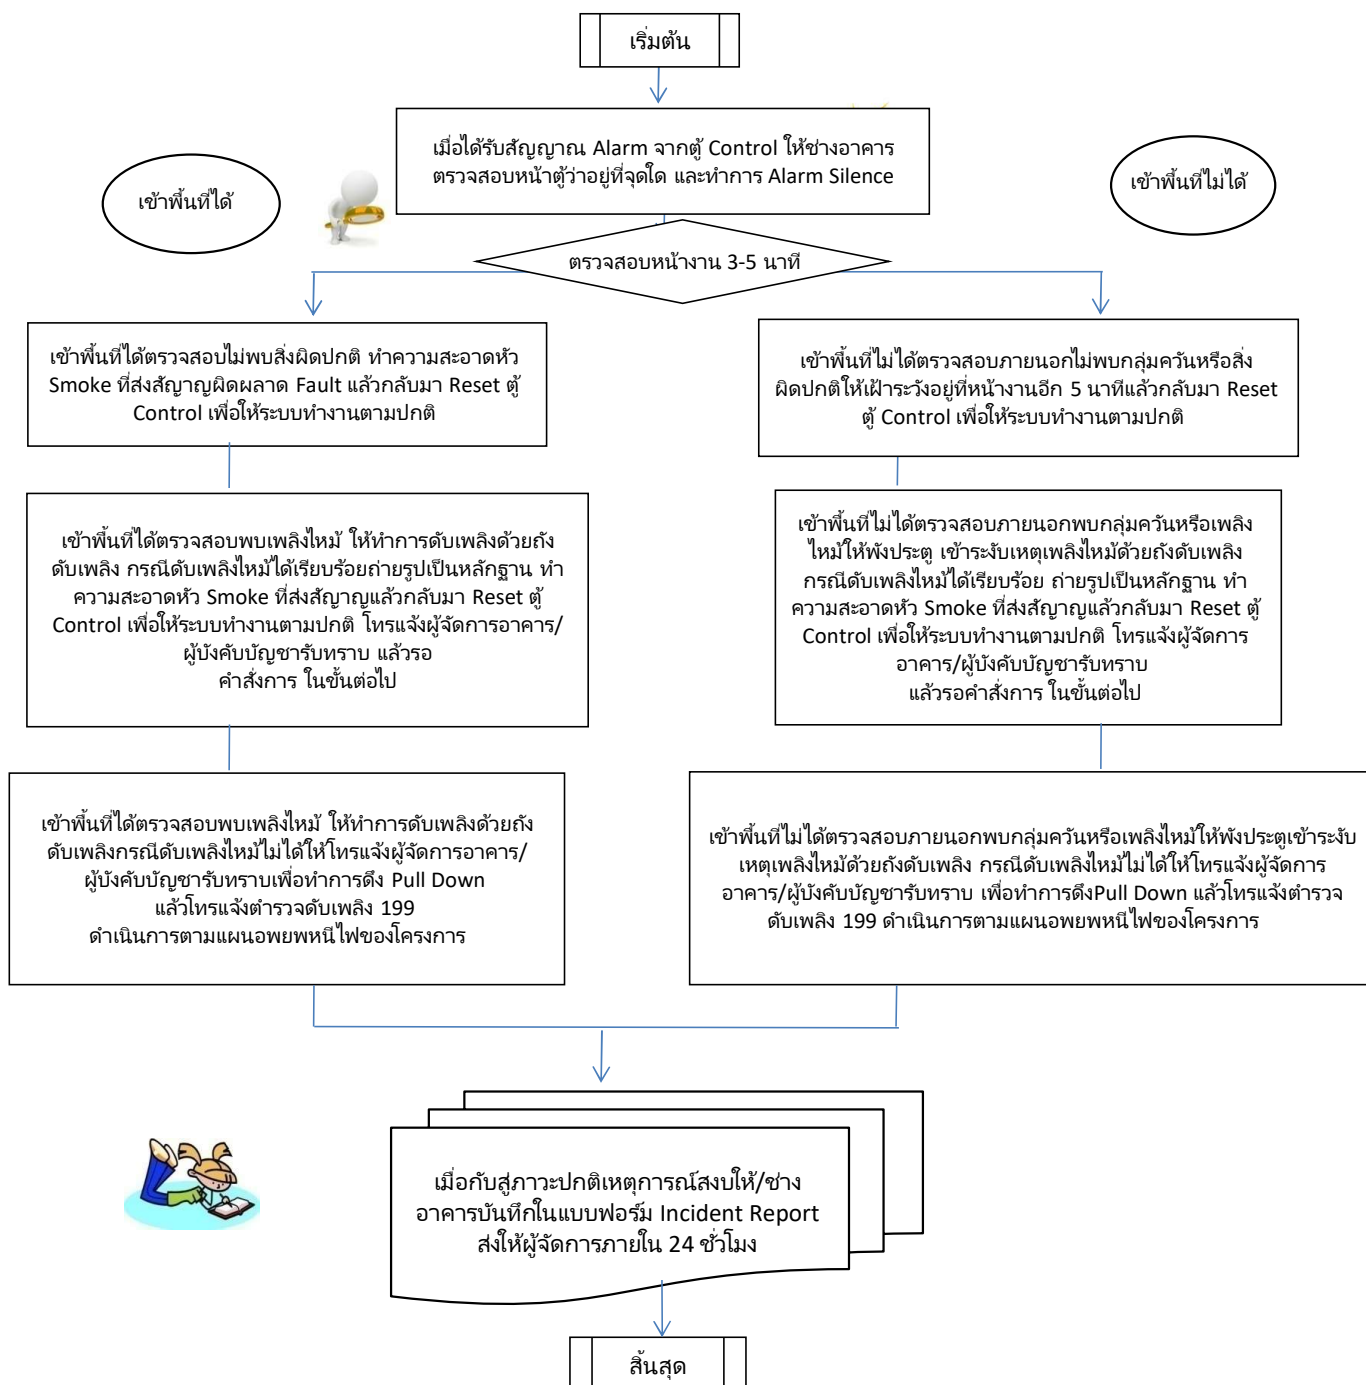 เริ่มต้น
เมื่อได้รับสัญญาณ Alarm จากตู้ Control ให้ช่างอาคาร
ตรวจสอบหน้าตู้ว่าอยู่ที่จุดใด และทำการ Alarm Silence
เข้าพื้นที่ได้
เข้าพื้นที่ไม่ได้
ตรวจสอบหน้างาน 3-5 นาที
เข้าพื้นที่ได้ตรวจสอบไม่พบสิ่งผิดปกติ ทำความสะอาดหัว
Smoke ที่ส่งสัญาญผิดผลาด Fault แล้วกลับมา Reset ตู้
Control เพื่อให้ระบบทำงานตามปกติ
เข้าพื้นที่ไม่ได้ตรวจสอบภายนอกไม่พบกลุ่มควันหรือสิ่ง
ผิดปกติให้เฝ้าระวังอยู่ที่หน้างานอีก 5 นาทีแล้วกลับมา Reset
ตู้ Control เพื่อให้ระบบทำงานตามปกติ
เข้าพื้นที่ได้ตรวจสอบพบเพลิงไหม้ ให้ทำการดับเพลิงด้วยถัง
ดับเพลิง กรณีดับเพลิงไหม้ได้เรียบร้อยถ่ายรูปเป็นหลักฐาน ทำ
ความสะอาดหัว Smoke ที่ส่งสัญาญแล้วกลับมา Reset ตู้
Control เพื่อให้ระบบทำงานตามปกติ โทรแจ้งผู้จัดการอาคาร/
ผู้บังคับบัญชารับทราบ แล้วรอ
คำสั่งการ ในขั้นต่อไป
เข้าพื้นที่ไม่ได้ตรวจสอบภายนอกพบกลุ่มควันหรือเพลิง
ไหม้ให้พังประตู เข้าระงับเหตุเพลิงไหม้ด้วยถังดับเพลิง
กรณีดับเพลิงไหม้ได้เรียบร้อย ถ่ายรูปเป็นหลักฐาน ทำ
ความสะอาดหัว Smoke ที่ส่งสัญาญแล้วกลับมา Reset ตู้
Control เพื่อให้ระบบทำงานตามปกติ โทรแจ้งผู้จัดการ
อาคาร/ผู้บังคับบัญชารับทราบ
แล้วรอคำสั่งการ ในขั้นต่อไป
เข้าพื้นที่ได้ตรวจสอบพบเพลิงไหม้ ให้ทำการดับเพลิงด้วยถัง
ดับเพลิงกรณีดับเพลิงไหม้ไม่ได้ให้โทรแจ้งผู้จัดการอาคาร/
ผู้บังคับบัญชารับทราบเพื่อทำการดึง Pull Down
แล้วโทรแจ้งตำรวจดับเพลิง 199
ดำเนินการตามแผนอพยพหนีไฟของโครงการ
เข้าพื้นที่ไม่ได้ตรวจสอบภายนอกพบกลุ่มควันหรือเพลิงไหม้ให้พังประตูเข้าระงับ
เหตุเพลิงไหม้ด้วยถังดับเพลิง กรณีดับเพลิงไหม้ไม่ได้ให้โทรแจ้งผู้จัดการ
อาคาร/ผู้บังคับบัญชารับทราบ เพื่อทำการดึงPull Down แล้วโทรแจ้งตำรวจ
ดับเพลิง 199 ดำเนินการตามแผนอพยพหนีไฟของโครงการ
เมื่อกับสู่ภาวะปกติเหตุการณ์สงบให้/ช่าง
อาคารบันทึกในแบบฟอร์ม Incident Report
ส่งให้ผู้จัดการภายใน 24 ชั่วโมง
สิ้นสุด